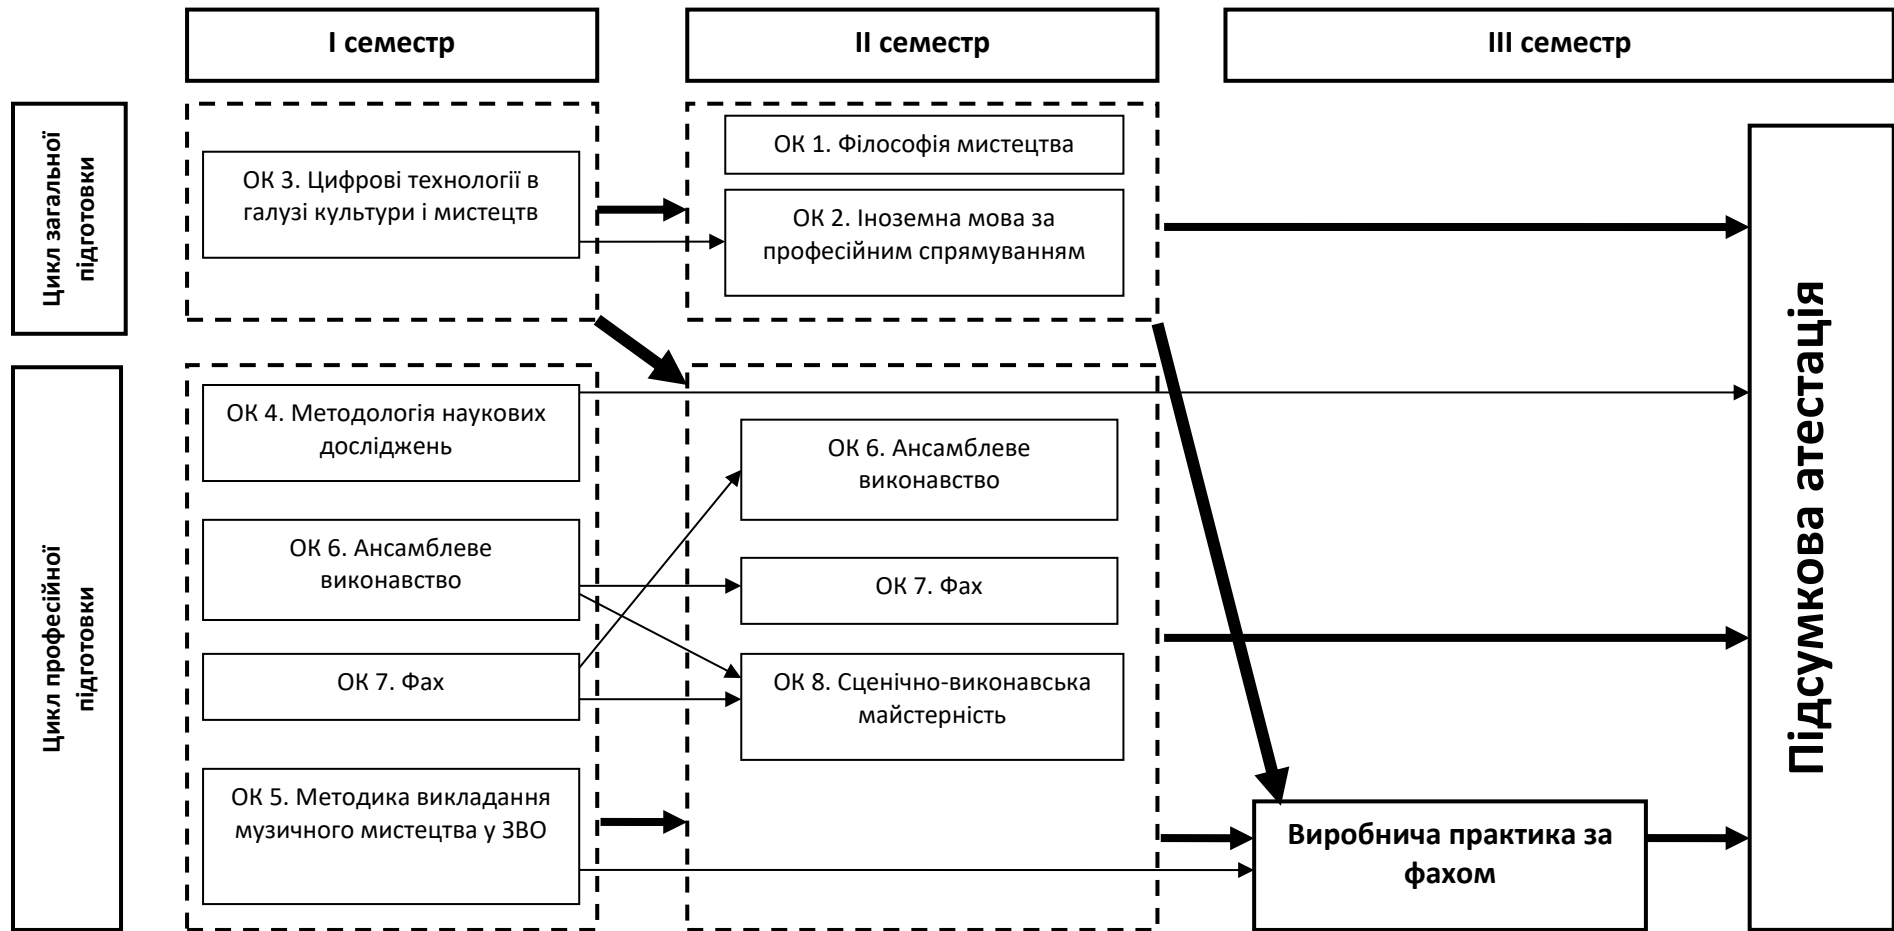 І семестр
ІІ семестр
ІІІ семестр
Цикл загальної
підготовки
ОК 3. Цифрові технології в
галузі культури і мистецтв
ОК 1. Філософія мистецтва
ОК 2. Іноземна мова за
професійним спрямуванням
Цикл професійної
підготовки
ОК 4. Методологія наукових
досліджень
ОК 6. Ансамблеве
виконавство
ОК 7. Фах
ОК 5. Методика викладання
музичного мистецтва у ЗВО
ОК 6. Ансамблеве
виконавство
ОК 7. Фах
ОК 8. Сценічно-виконавська
майстерність
Виробнича практика за
фахом
Підсумкова атестація